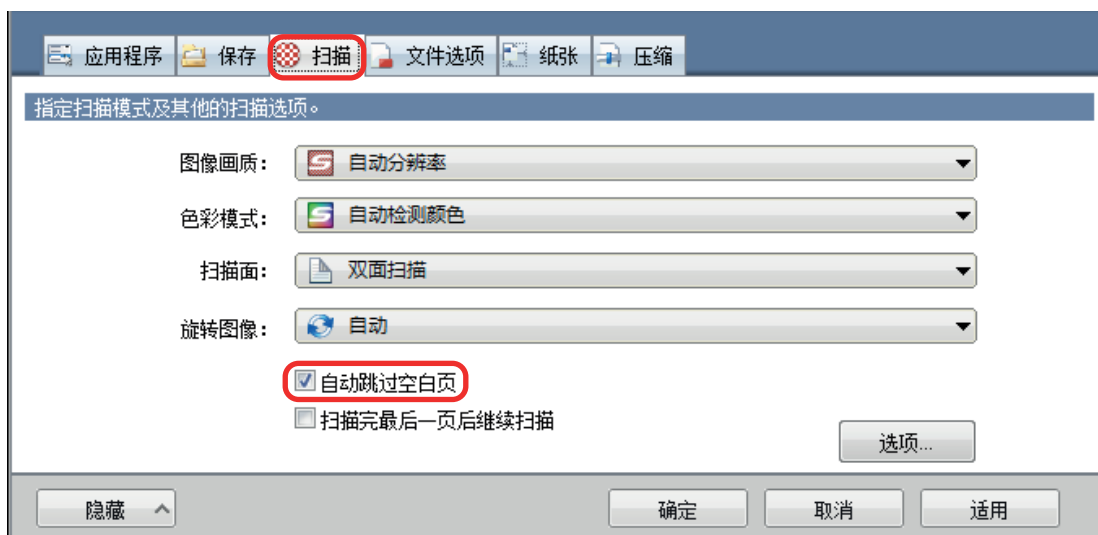 应用程序 保存 扫描 文件选项 纸张 压缩
指定扫描模式及其他的扫描选项。
图像画质: 自动分辨率
色彩模式: 自动检测颜色
扫描面: 双面扫描
旋转图像: 自动
自动跳过空白页
扫描完最后一页后继续扫描
选项...
隐藏 确定 取消 适用